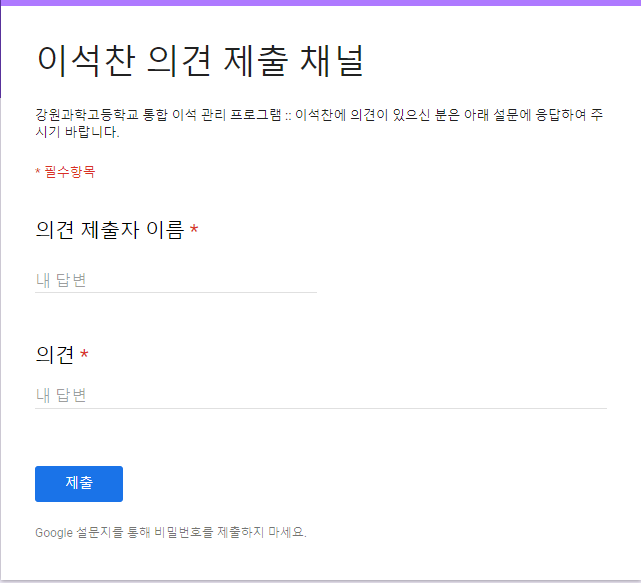 이석찬 의견 제출 채널
강원과학고등학교 통합 이석 관리 프로그램 :: 이석찬에 의견이 있으신 분은 아래 설문에 응답하여 주
시기 바랍니다.
* 필수항목
의견 제출자 이름 *
내 답변
의견 *
내 답변
제출
Google 설문지를 통해 비밀번호를 제출하지 마세요.